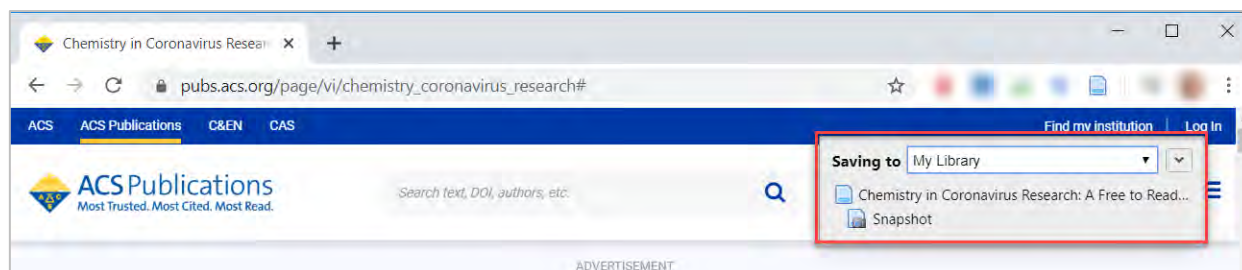 Chemistry in Coronavirus Resear
pubs.acs.org/page/vi/chemistry_coronavirus_research#
ACS ACS Publications C&EN CAS Find my institution Log In
Saving to My Library
ACS Publications
Most Trusted. Most Cited. Most Read.
Search text, DOI, authors, etc.
Chemistry in Coronavirus Research: A Free to Read...
Snapshot
ADVERTISEMENT